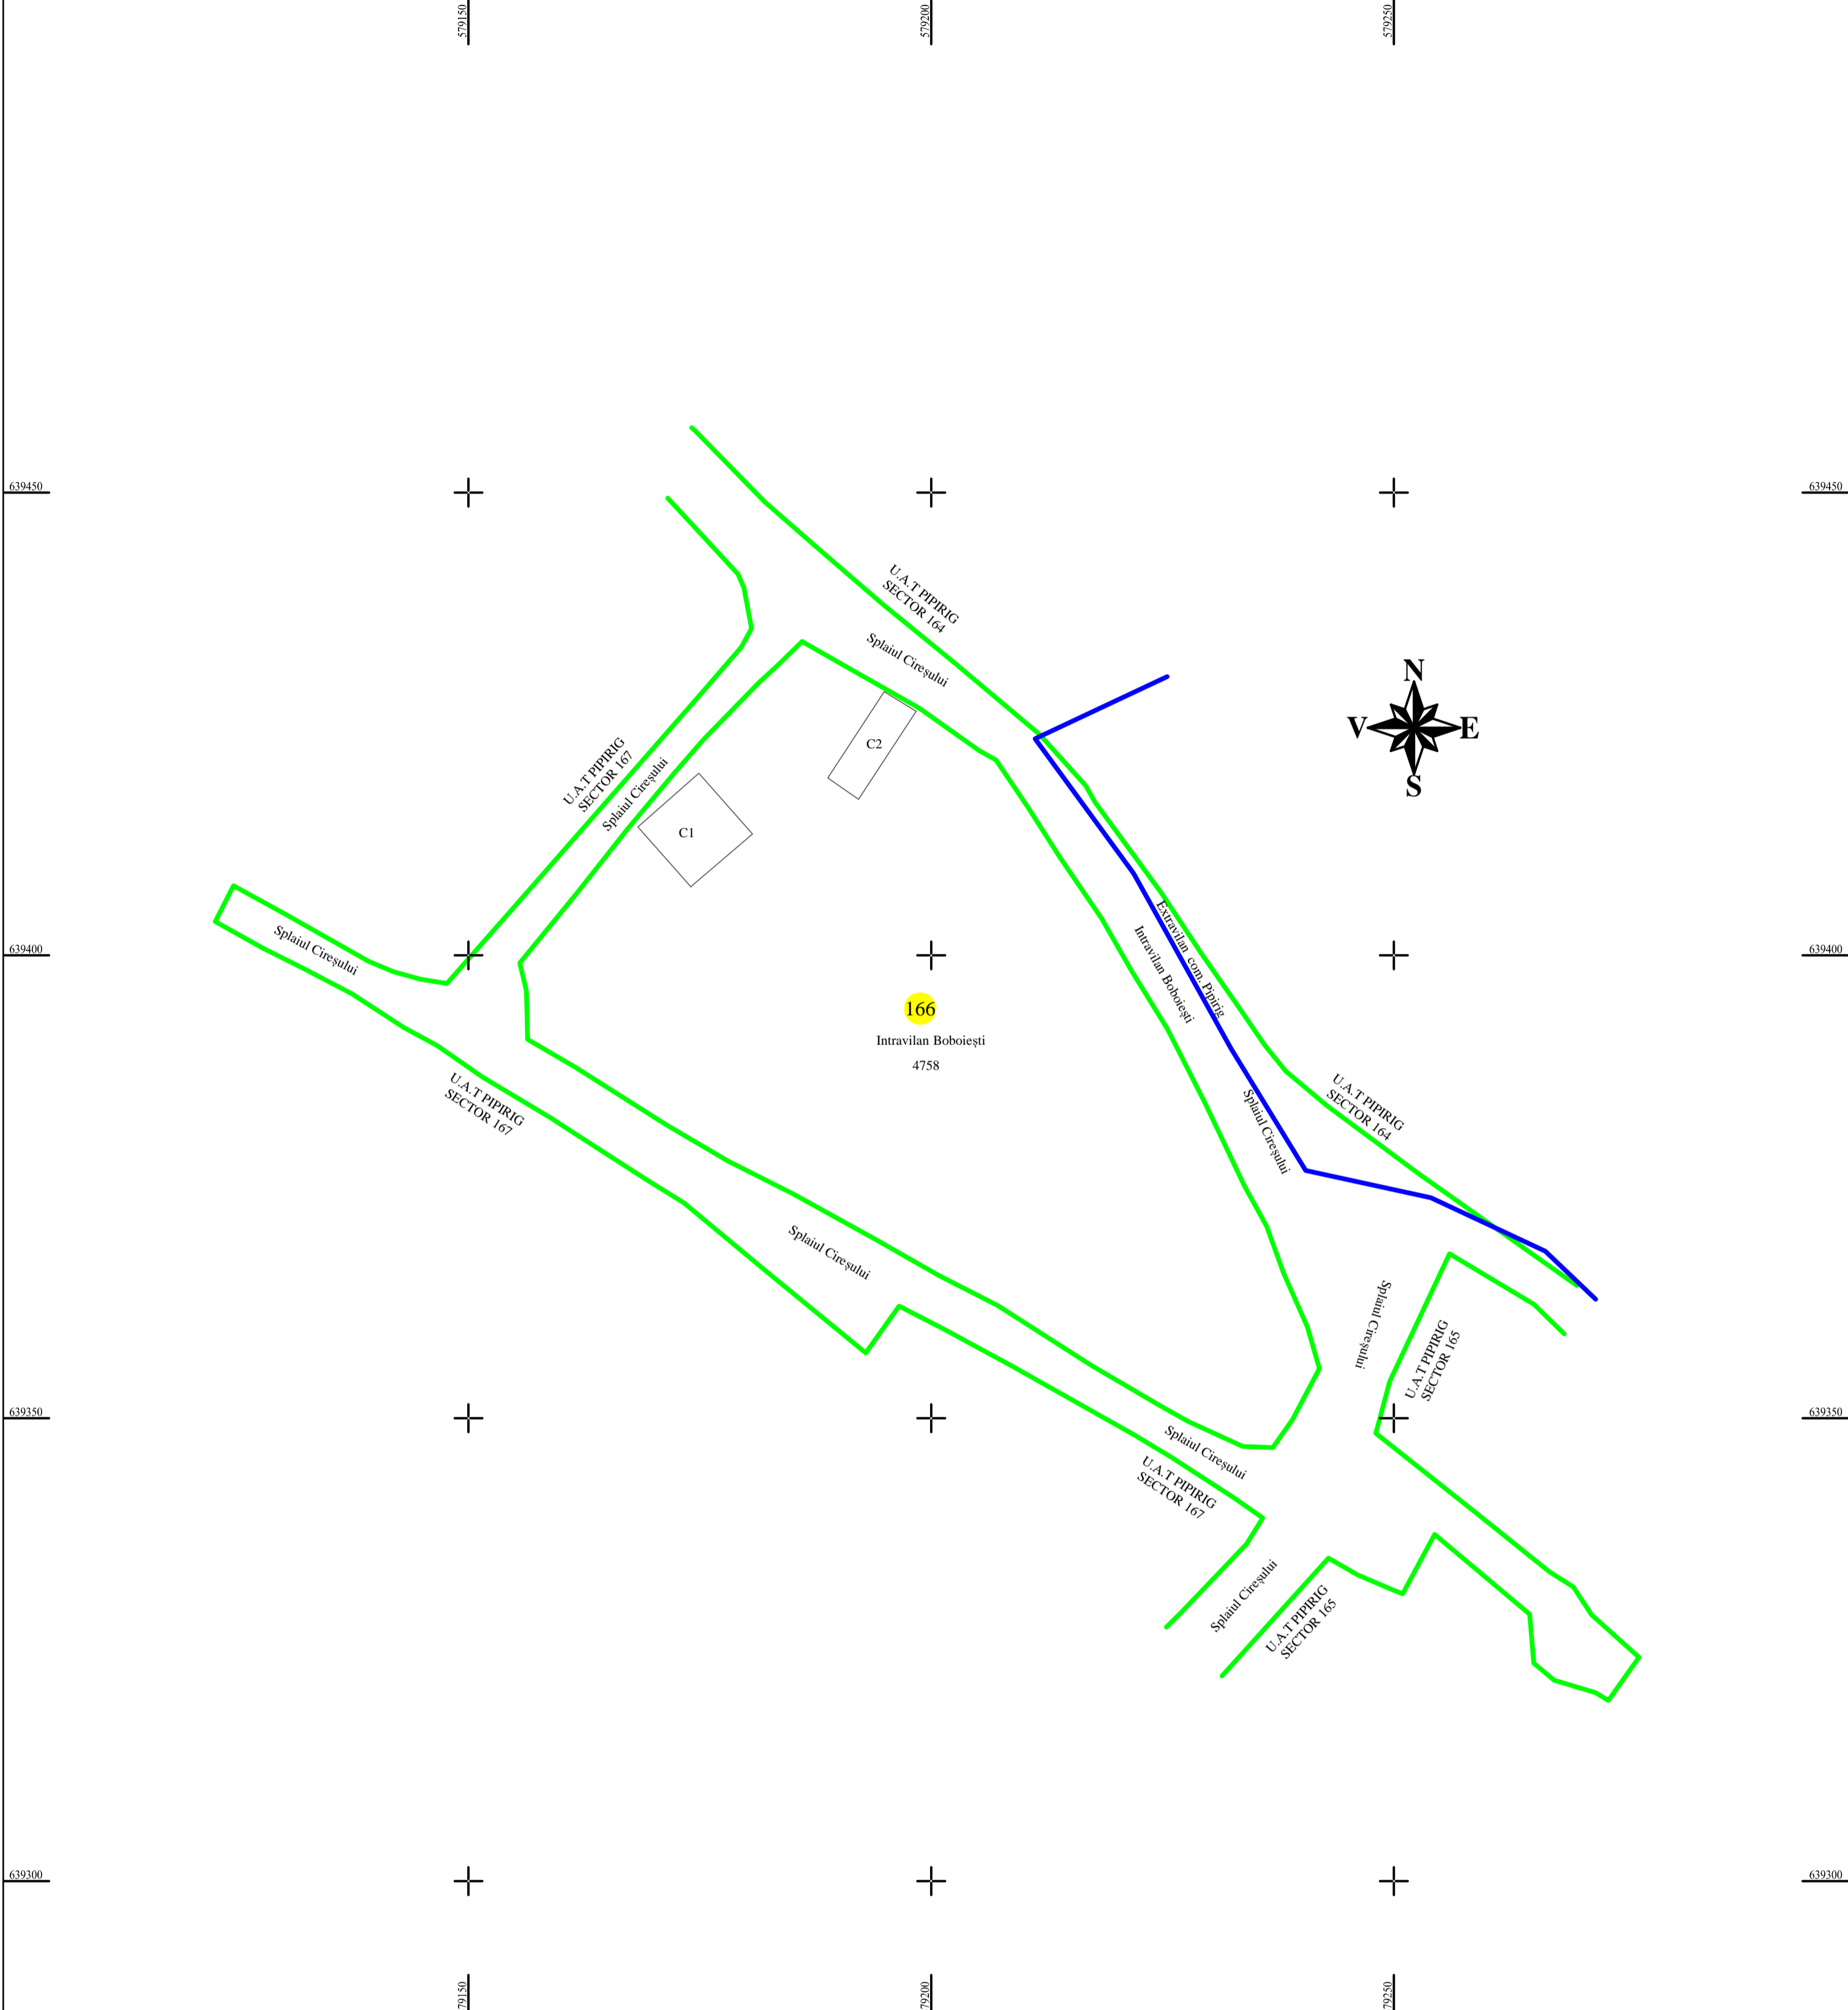 579150
579200
579250
639450
639450
U.A.T PIPIRIG
SECTOR 164
Splaiul Cireșului
N
V
E
S
C2
U.A.T PIPIRIG
SECTOR 167
Splaiul Cireșului
C1
Extravilan com. Pipirig
Intravilan Boboiești
Splaiul Cireșului
639400
639400
166
Intravilan Boboiești
4758
U.A.T PIPIRIG
SECTOR 167
U.A.T PIPIRIG
SECTOR 164
Splaiul Cireșului
Splaiul Cireșului
Splaiul Cireșului
U.A.T PIPIRIG
SECTOR 165
639350
639350
Splaiul Cireșului
U.A.T PIPIRIG
SECTOR 167
Splaiul Cireșului
U.A.T PIPIRIG
SECTOR 165
639300
639300
79150
79200
79250